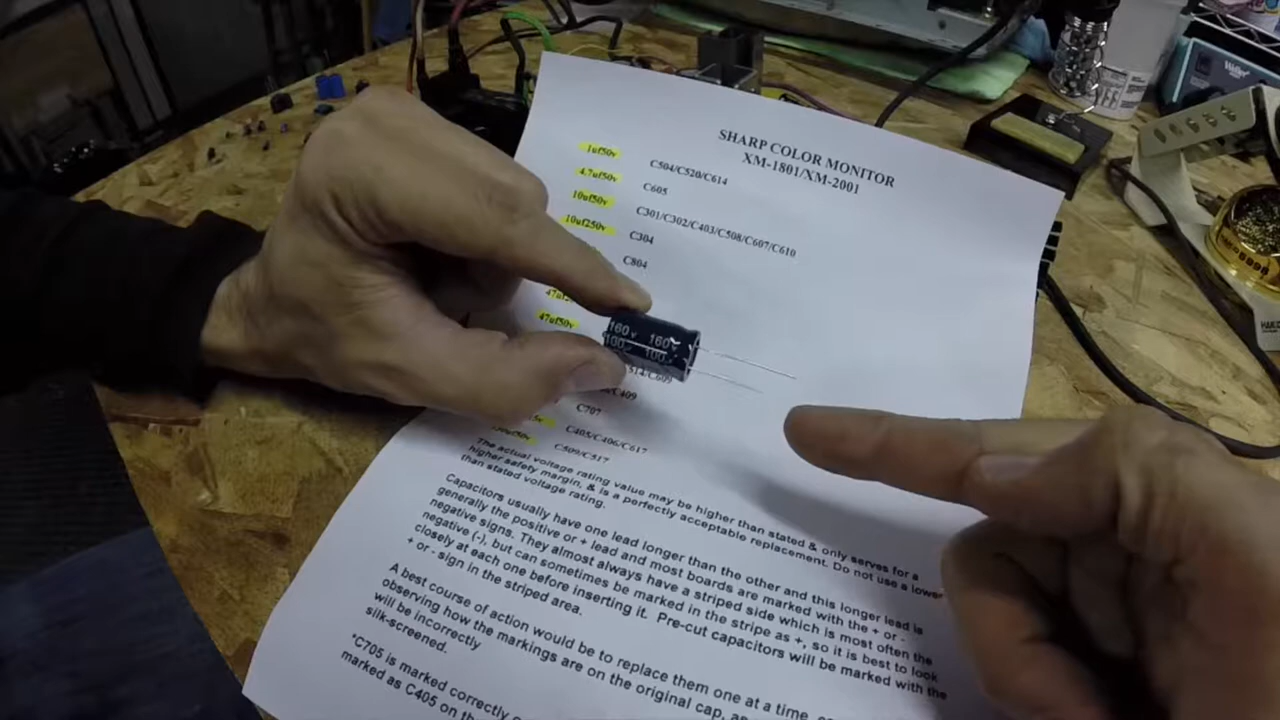 SHARP COLOR MONITOR
XM-1801/XM-2001
1uf50v C504/C520/C614
4.7uf50v C605
10uf50v C301/C302/C403/C508/C607/C610
10uf250v C304
C804
47uf50v
C707
C405/C406/C617
C509/C517
160v 160v
100 100
The actual voltage rating value may be higher than stated & only serves for a
higher safety margin, & is a perfectly acceptable replacement. Do not use a lower
than stated voltage rating.
Capacitors usually have one lead longer than the other and this longer lead is
generally the positive or + lead and most boards are marked with the + or -
negative signs. They almost always have a striped side which is most often the
negative (-), but can sometimes be marked in the stripe as +, so it is best to look
closely at each one before inserting it. Pre-cut capacitors will be marked with the
+ or - sign in the striped area.
A best course of action would be to replace them one at a time,
observing how the markings are on the original cap,
will be incorrectly
silk-screened.
*C705 is marked correctly
marked as C405 on
Weller